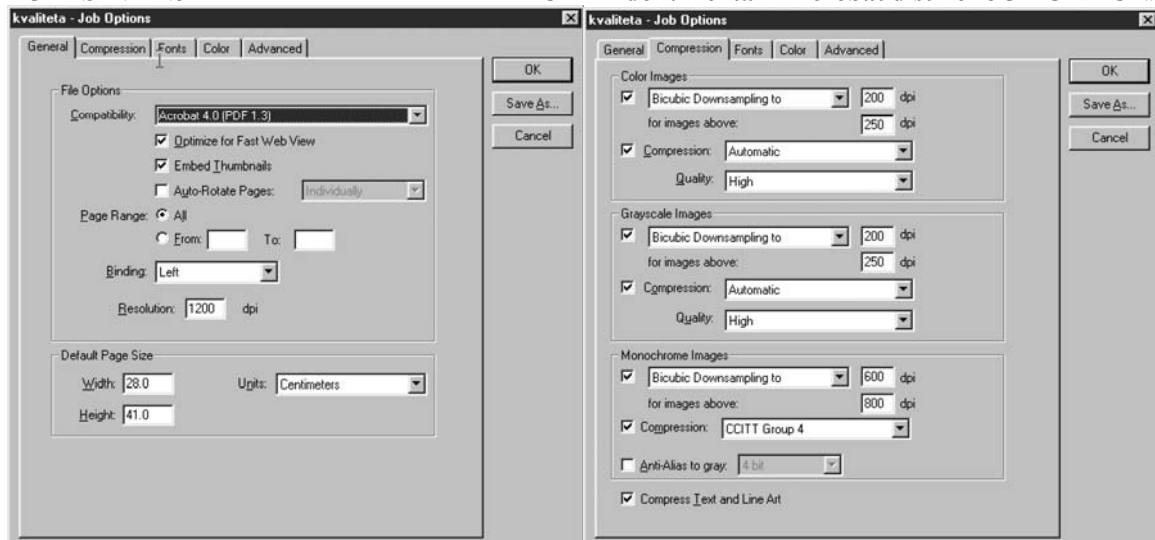 kvaliteta - Job Options
General Compression Fonts Color Advanced
OK
Save As...
Cancel
File Options
Compatibility: Acrobat 4.0 (PDF 1.3)
Optimize for Fast Web View
Embed Thumbnails
Auto-Rotate Pages: Individually
Page Range: All
From: To:
Binding: Left
Resolution: 1200 dpi
Default Page Size
Width: 28.0 Units: Centimeters
Height: 41.0
kvaliteta - Job Options
General Compression Fonts Color Advanced
OK
Save As...
Cancel
Color Images
Bicubic Downsampling to 200 dpi
for images above: 250 dpi
Compression: Automatic
Quality: High
Grayscale Images
Bicubic Downsampling to 200 dpi
for images above: 250 dpi
Compression: Automatic
Quality: High
Monochrome Images
Bicubic Downsampling to 600 dpi
for images above: 800 dpi
Compression: CCITT Group 4
Anti-Alias to gray: 4 bit
Compress Text and Line Art